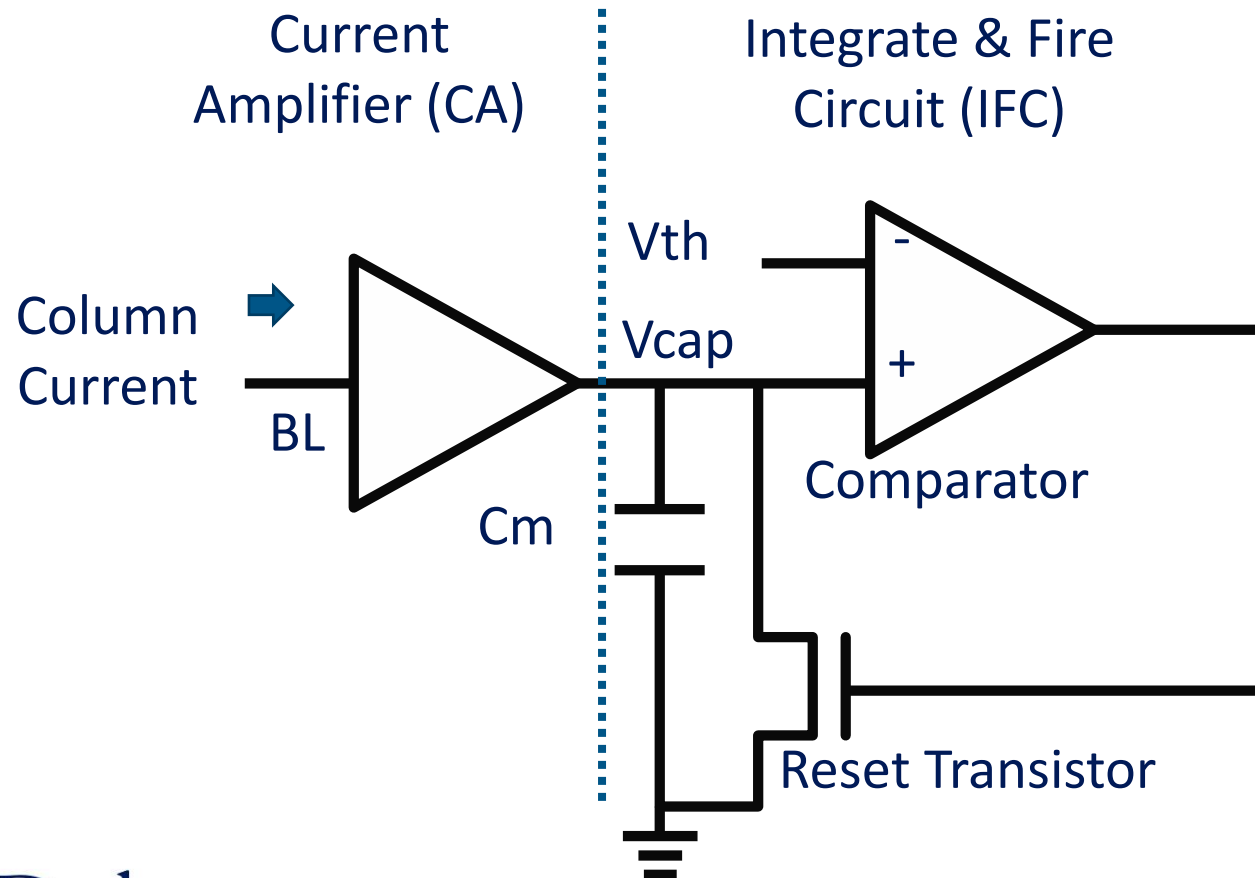 Current
Amplifier (CA)
Integrate & Fire
Circuit (IFC)
Vth
-
Column
Current
Vcap
+
BL
Comparator
Cm
Reset Transistor